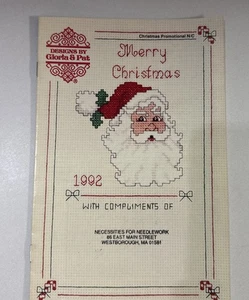 Christmas Promotional N/C
DESIGNS BY
Gloria & Pat
®
Merry
Christmas
1992
WITH COMPLIMENTS OF
NECESSITIES FOR NEEDLEWORK
65 EAST MAIN STREET
WESTBOROUGH, MA 01581